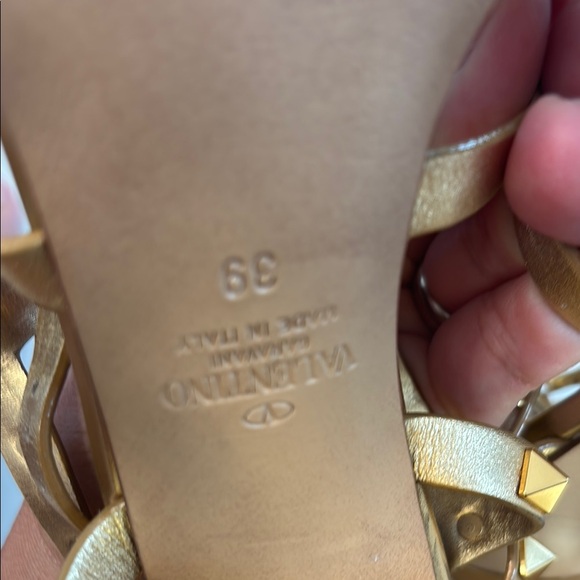 VALENTINO
GARAVANI
MADE IN ITALY
39